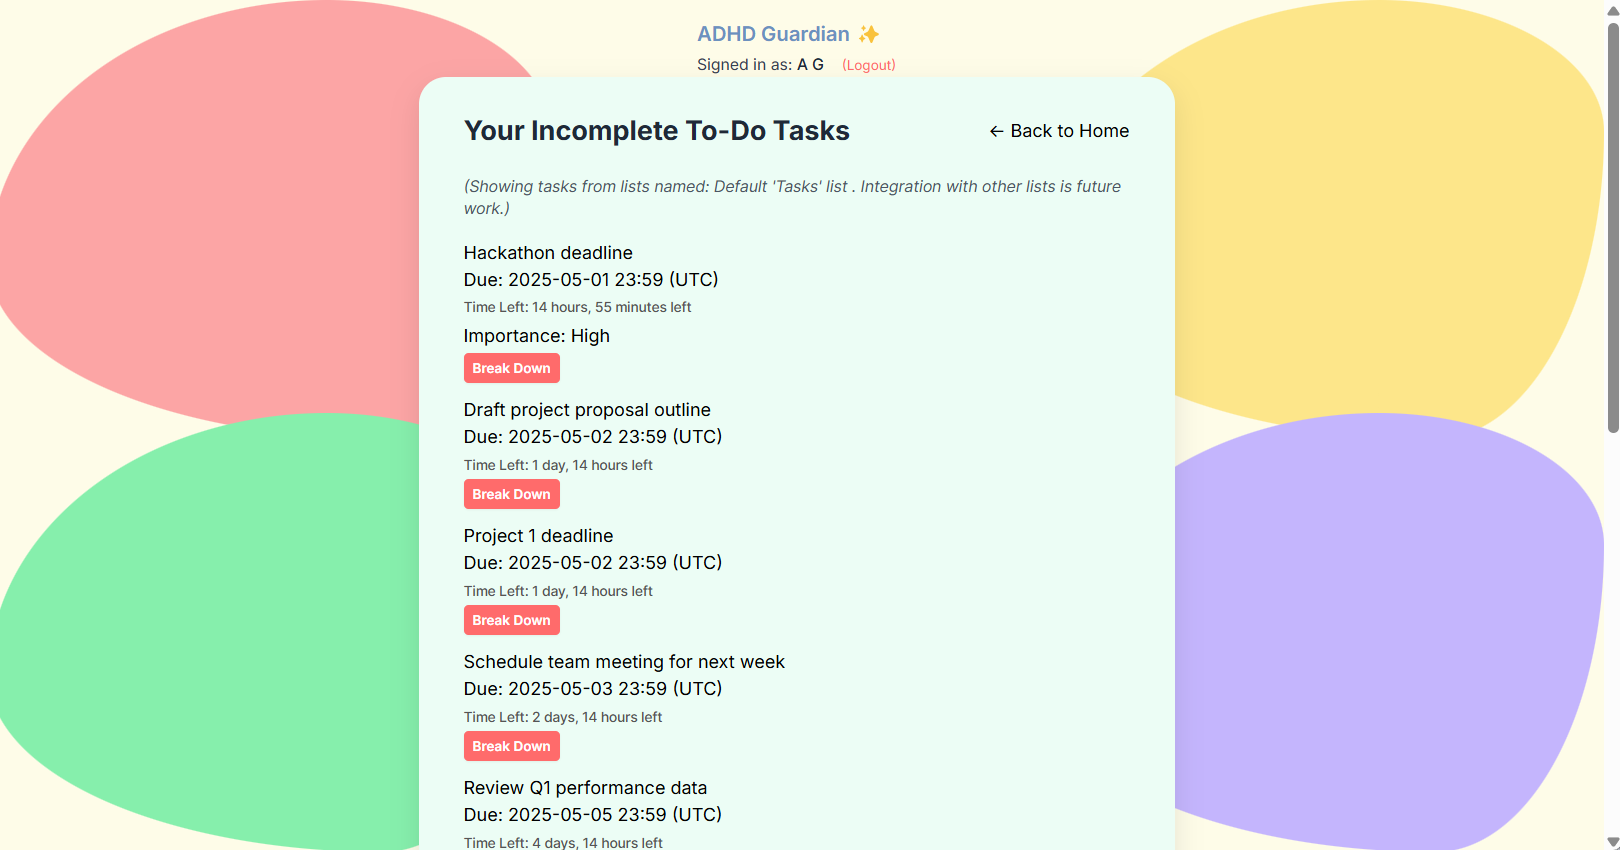 ADHD Guardian ✨
Signed in as: A G (Logout)
Your Incomplete To-Do Tasks
← Back to Home
(Showing tasks from lists named: Default 'Tasks' list . Integration with other lists is future
work.)
Hackathon deadline
Due: 2025-05-01 23:59 (UTC)
Time Left: 14 hours, 55 minutes left
Importance: High
Break Down
Draft project proposal outline
Due: 2025-05-02 23:59 (UTC)
Time Left: 1 day, 14 hours left
Break Down
Project 1 deadline
Due: 2025-05-02 23:59 (UTC)
Time Left: 1 day, 14 hours left
Break Down
Schedule team meeting for next week
Due: 2025-05-03 23:59 (UTC)
Time Left: 2 days, 14 hours left
Break Down
Review Q1 performance data
Due: 2025-05-05 23:59 (UTC)
Time Left: 4 days, 14 hours left